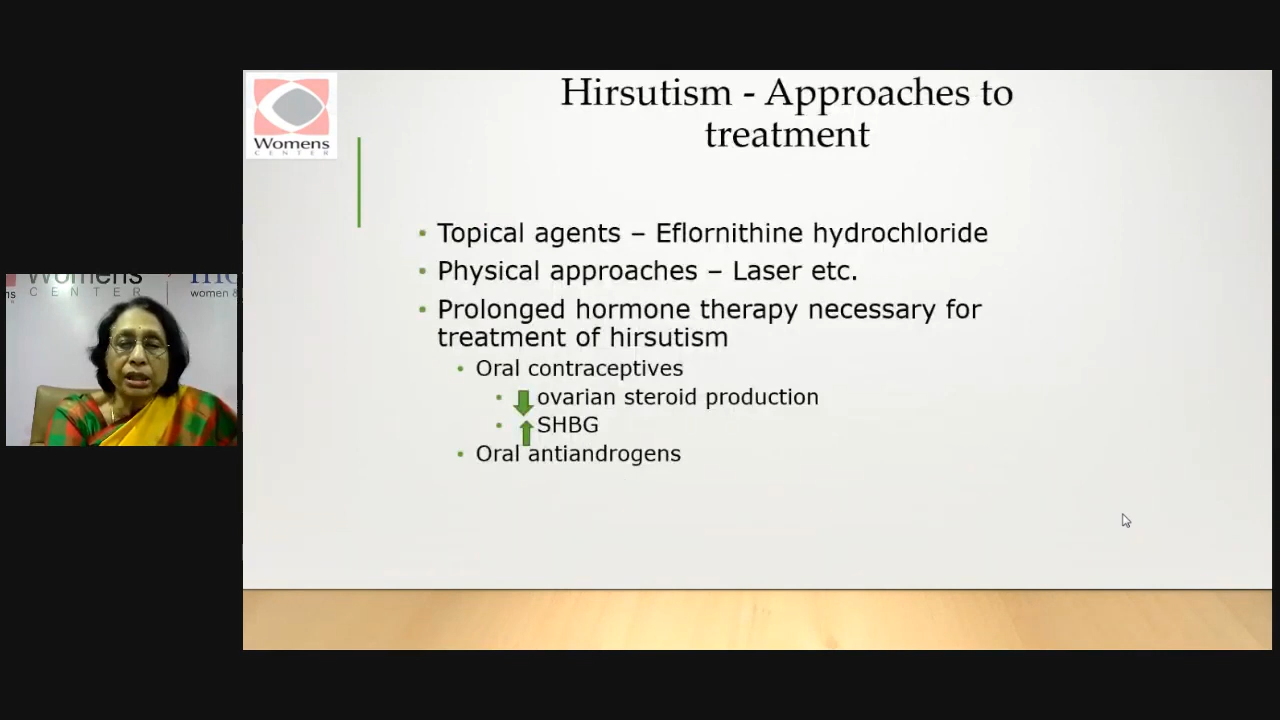 Womens
CENTER
Hirsutism - Approaches to
treatment
• Topical agents – Eflornithine hydrochloride
• Physical approaches – Laser etc.
• Prolonged hormone therapy necessary for
treatment of hirsutism
• Oral contraceptives
• ovarian steroid production
• SHBG
• Oral antiandrogens
Womens
CENTER
women &